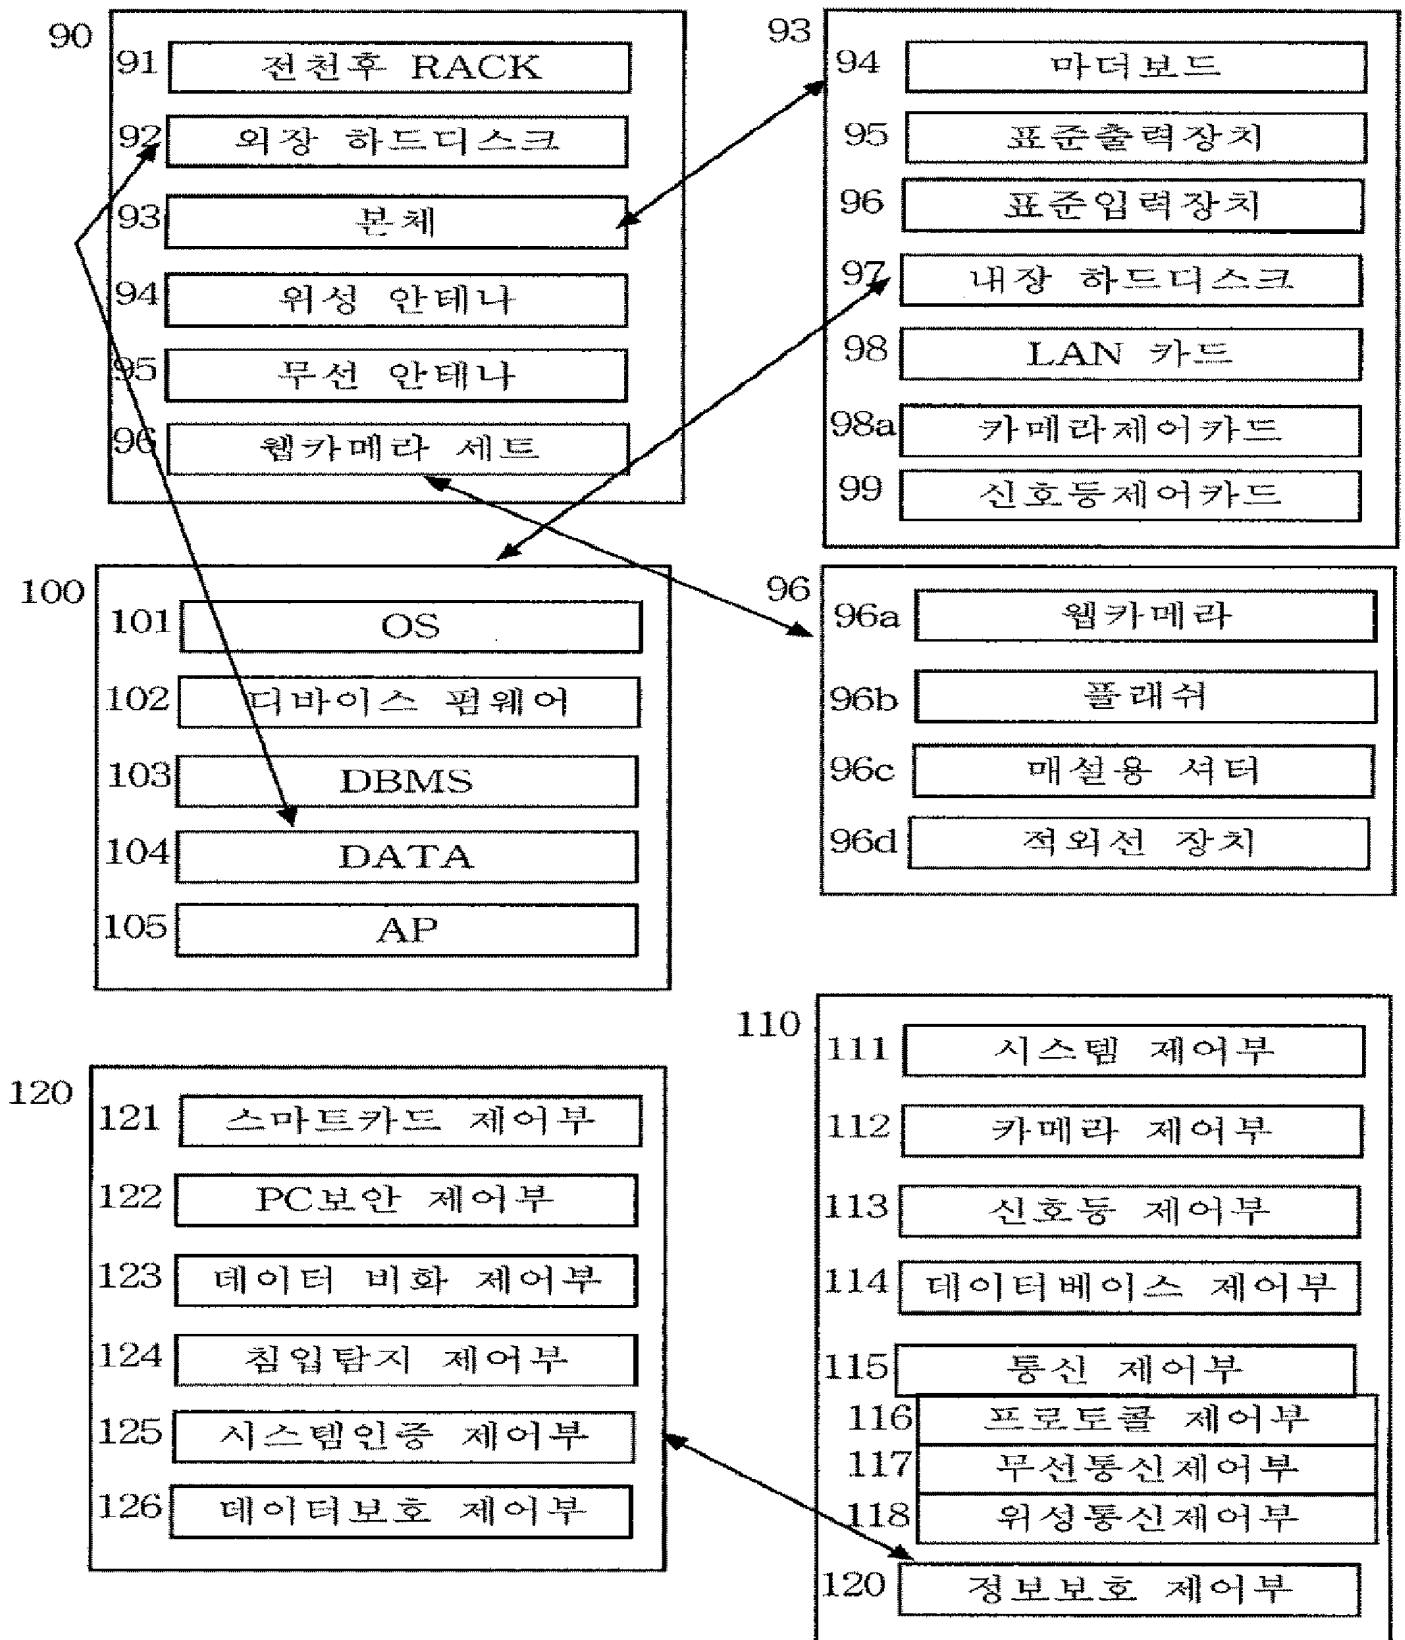 90
91 전천후 RACK
92 외장 하드디스크
93 본체
94 위성 안테나
95 무선 안테나
96 웹카메라 세트
93
94 마더보드
95 표준출력장치
96 표준입력장치
97 내장 하드디스크
98 LAN 카드
98a 카메라제어카드
99 신호등제어카드
100
101 OS
102 디바이스 펌웨어
103 DBMS
104 DATA
105 AP
96
96a 웹카메라
96b 플래쉬
96c 매설용 셔터
96d 적외선 장치
120
121 스마트카드 제어부
122 PC보안 제어부
123 데이터 비화 제어부
124 침입탐지 제어부
125 시스템인증 제어부
126 데이터보호 제어부
110
111 시스템 제어부
112 카메라 제어부
113 신호등 제어부
114 데이터베이스 제어부
115 통신 제어부
116 프로토콜 제어부
117 무선통신제어부
118 위성통신제어부
120 정보보호 제어부